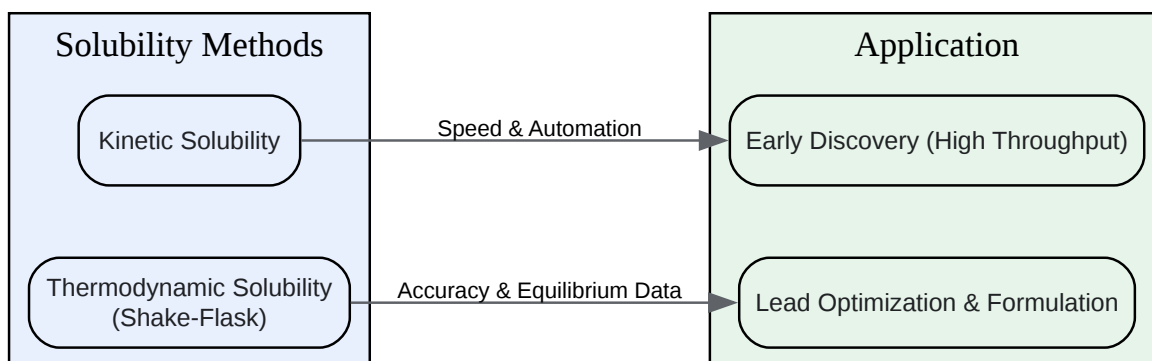 Solubility Methods
Application
Kinetic Solubility
Speed & Automation
Early Discovery (High Throughput)
Thermodynamic Solubility
(Shake-Flask)
Accuracy & Equilibrium Data
Lead Optimization & Formulation